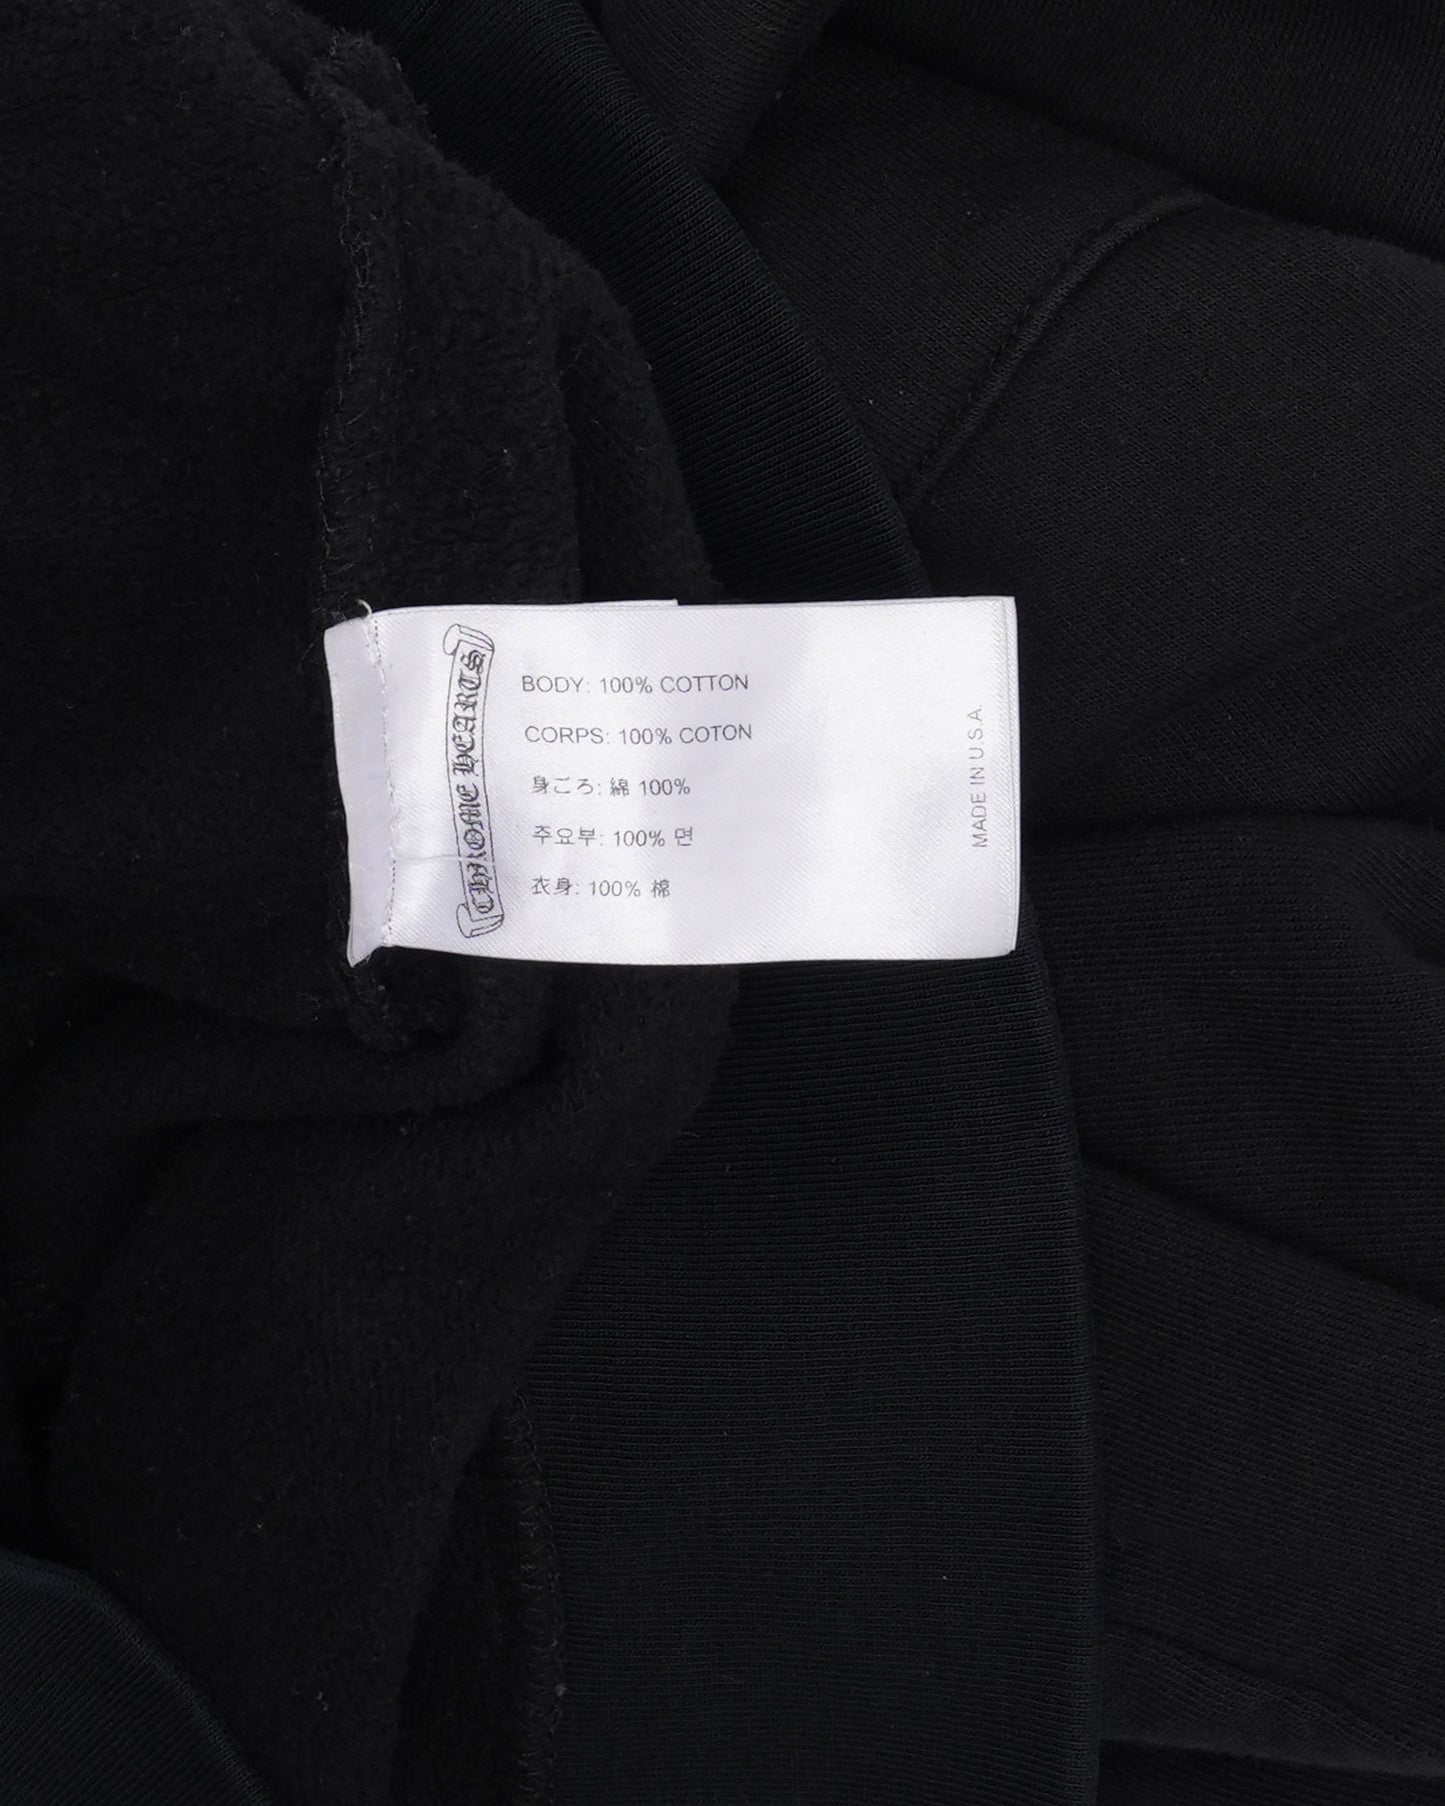 CHROME HEARTS
BODY: 100% COTTON
CORPS: 100% COTON
身ごろ: 綿 100%
주요부: 100% 면
衣身: 100% 棉
MADE IN U.S.A.